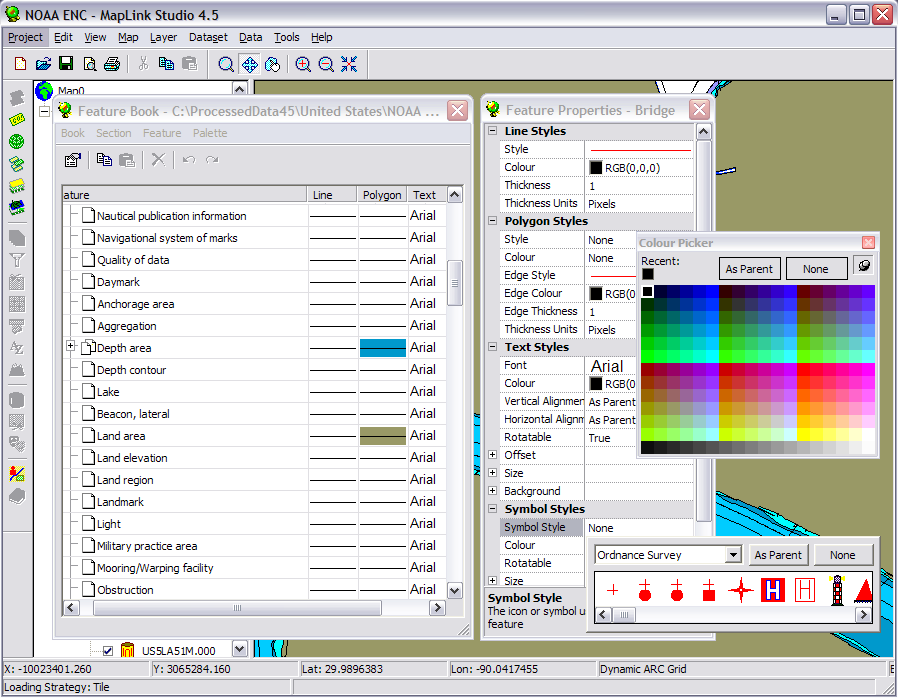 NOAA ENC - MapLink Studio 4.5
Project Edit View Map Layer Dataset Data Tools Help
Map0
Feature Book - C:\ProcessedData45\United States\NOAA ...
Book Section Feature Palette
ature Line Polygon Text
Nautical publication information Arial
Navigational system of marks Arial
Quality of data Arial
Daymark Arial
Anchorage area Arial
Aggregation Arial
Depth area Arial
Depth contour Arial
Lake Arial
Beacon, lateral Arial
Land area Arial
Land elevation Arial
Land region Arial
Landmark Arial
Light Arial
Military practice area Arial
Mooring/Warping facility Arial
Obstruction Arial
Feature Properties - Bridge
Line Styles
Style
Colour RGB(0,0,0)
Thickness 1
Thickness Units Pixels
Polygon Styles
Style None
Colour None
Edge Style
Edge Colour RGB(0
Edge Thickness 1
Thickness Units Pixels
Text Styles
Font Arial
Colour RGB(0
Vertical Alignmen As Parent
Horizontal Alignm As Parent
Rotatable True
Offset
Size
Background
Symbol Styles
Symbol Style None
Colour
Rotatable
Size
Symbol Style
The icon or symbol u
feature
Colour Picker
Recent:
As Parent None
Ordnance Survey As Parent None
H H
US5LA51M.000
X: -10023401.260 Y: 3065284.160 Lat: 29.9896383 Lon: -90.0417455 Dynamic ARC Grid E
Loading Strategy: Tile